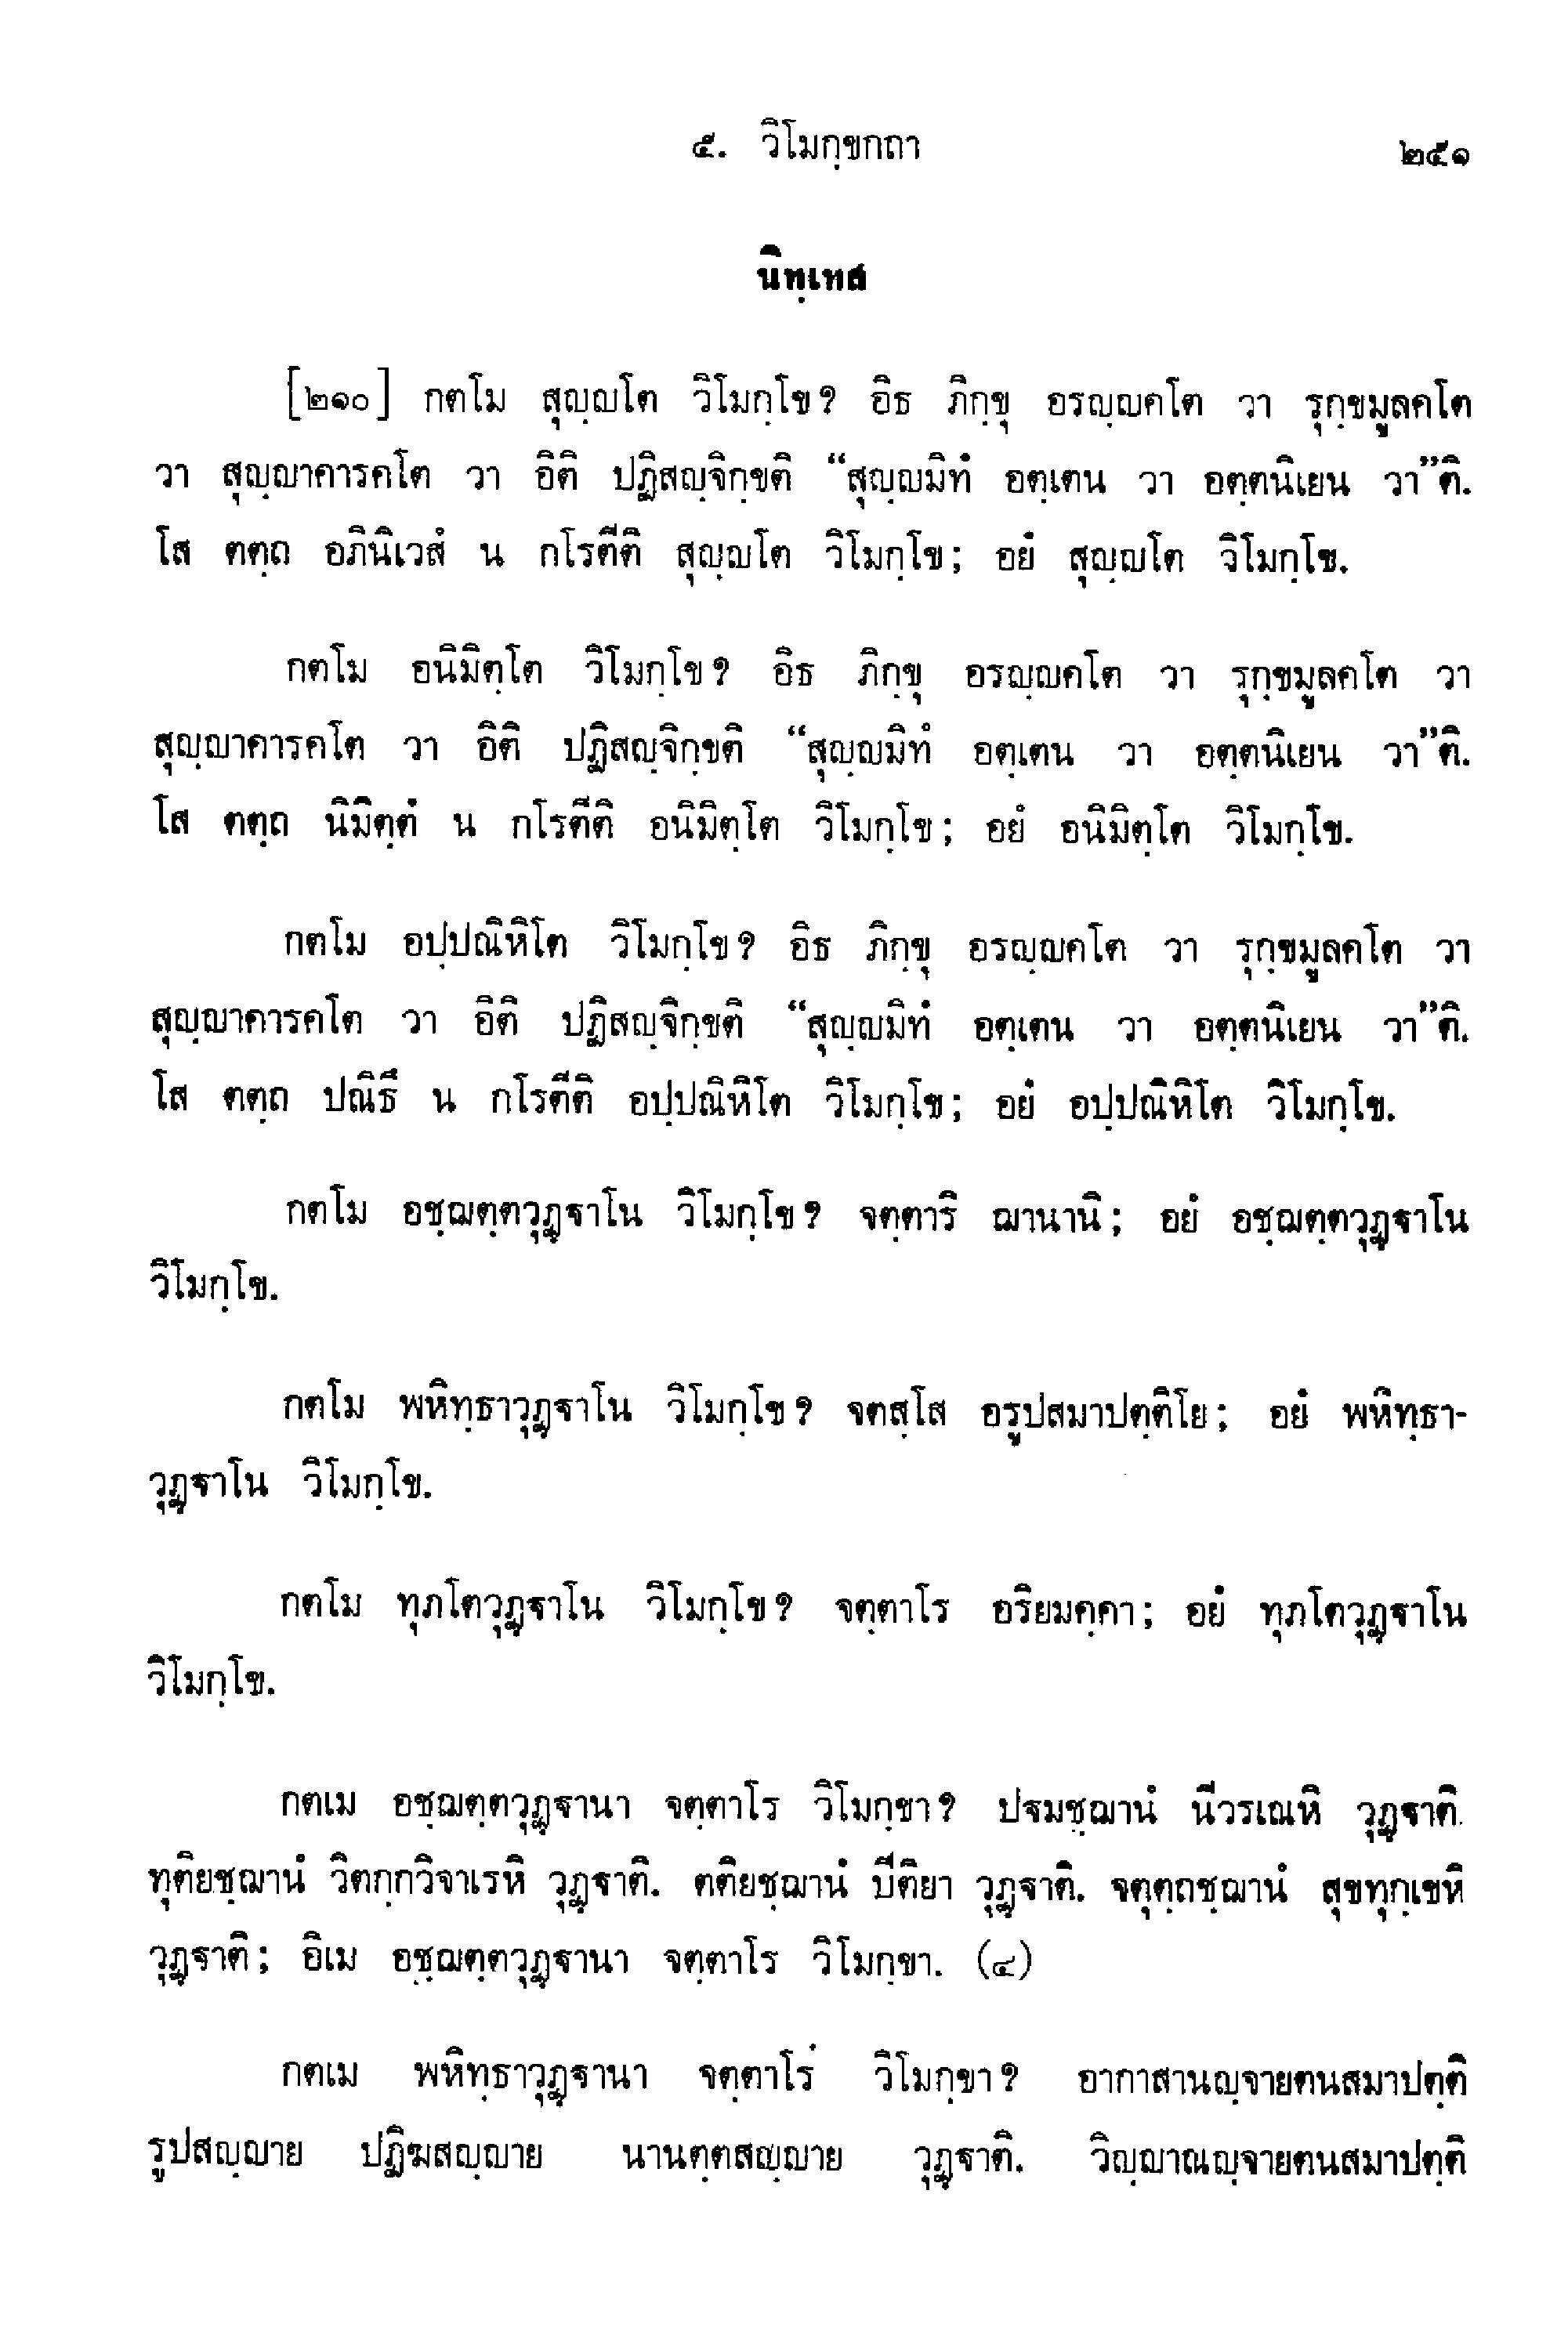 ๕. วิโมกฺขกถา ๒๕๑
นิทฺเทส
[๒๑๐] กตโม สุญฺญโต วิโมกฺโข? อิธ ภิกฺขุ อรญฺญคโต วา รุกฺขมูลคโต
วา สุญฺญาคารคโต วา อิติ ปฏิสญฺจิกฺขติ “สุญฺญมิทํ อตฺเตน วา อตฺตนิเยน วา”ติ.
โส ตตฺถ อภินิเวสํ น กโรตีติ สุญฺญโต วิโมกฺโข; อยํ สุญฺญโต วิโมกฺโข.
กตโม อนิมิตฺโต วิโมกฺโข? อิธ ภิกฺขุ อรญฺญคโต วา รุกฺขมูลคโต วา
สุญฺญาคารคโต วา อิติ ปฏิสญฺจิกฺขติ “สุญฺญมิทํ อตฺเตน วา อตฺตนิเยน วา”ติ.
โส ตตฺถ นิมิตฺตํ น กโรตีติ อนิมิตฺโต วิโมกฺโข; อยํ อนิมิตฺโต วิโมกฺโข.
กตโม อปฺปณิหิโต วิโมกฺโข? อิธ ภิกฺขุ อรญฺญคโต วา รุกฺขมูลคโต วา
สุญฺญาคารคโต วา อิติ ปฏิสญฺจิกฺขติ “สุญฺญมิทํ อตฺเตน วา อตฺตนิเยน วา”ติ.
โส ตตฺถ ปณิธึ น กโรตีติ อปฺปณิหิโต วิโมกฺโข; อยํ อปฺปณิหิโต วิโมกฺโข.
กตโม อชฺฌตฺตวุฏฺฐาโน วิโมกฺโข? จตฺตาริ ฌานานิ; อยํ อชฺฌตฺตวุฏฺฐาโน
วิโมกฺโข.
กตโม พหิทฺธาวุฏฺฐาโน วิโมกฺโข? จตสฺโส อรูปสมาปตฺติโย; อยํ พหิทฺธา-
วุฏฺฐาโน วิโมกฺโข.
กตโม ทุภโตวุฏฺฐาโน วิโมกฺโข? จตฺตาโร อริยมคฺคา; อยํ ทุภโตวุฏฺฐาโน
วิโมกฺโข.
กตเม อชฺฌตฺตวุฏฺฐานา จตฺตาโร วิโมกฺขา? ปฐมชฺฌานํ นีวรเณหิ วุฏฺฐาติ.
ทุติยชฺฌานํ วิตกฺกวิจาเรหิ วุฏฺฐาติ. ตติยชฺฌานํ ปีติยา วุฏฺฐาติ. จตุตฺถชฺฌานํ สุขทุกฺเขหิ
วุฏฺฐาติ; อิเม อชฺฌตฺตวุฏฺฐานา จตฺตาโร วิโมกฺขา. (๔)
กตเม พหิทฺธาวุฏฺฐานา จตฺตาโร วิโมกฺขา? อากาสานญฺจายตนสมาปตฺติ
รูปสญฺญาย ปฏิฆสญฺญาย นานตฺตสญฺญาย วุฏฺฐาติ. วิญฺญาณญฺจายตนสมาปตฺติ